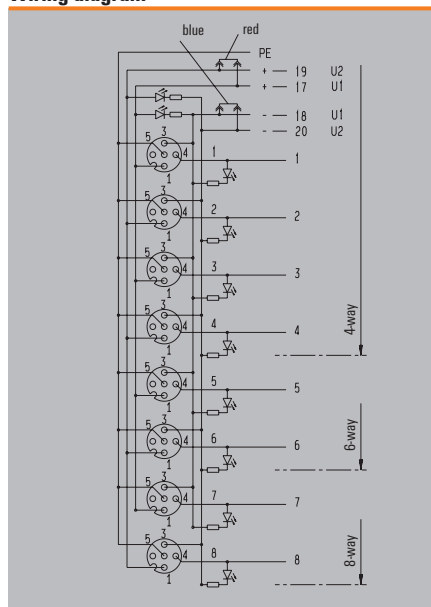 Wiring diagram
blue red
PE
+ 19 U2
+ 17 U1
- 18 U1
- 20 U2
3
5 4 1 1
1
3
5 4 2 2
1
3
5 4 3 3
1
3
5 4 4 4
1
4-way
3
5 4 5 5
1
3
5 4 6 6
1
6-way
3
5 4 7 7
1
3
5 4 8 8
1
8-way